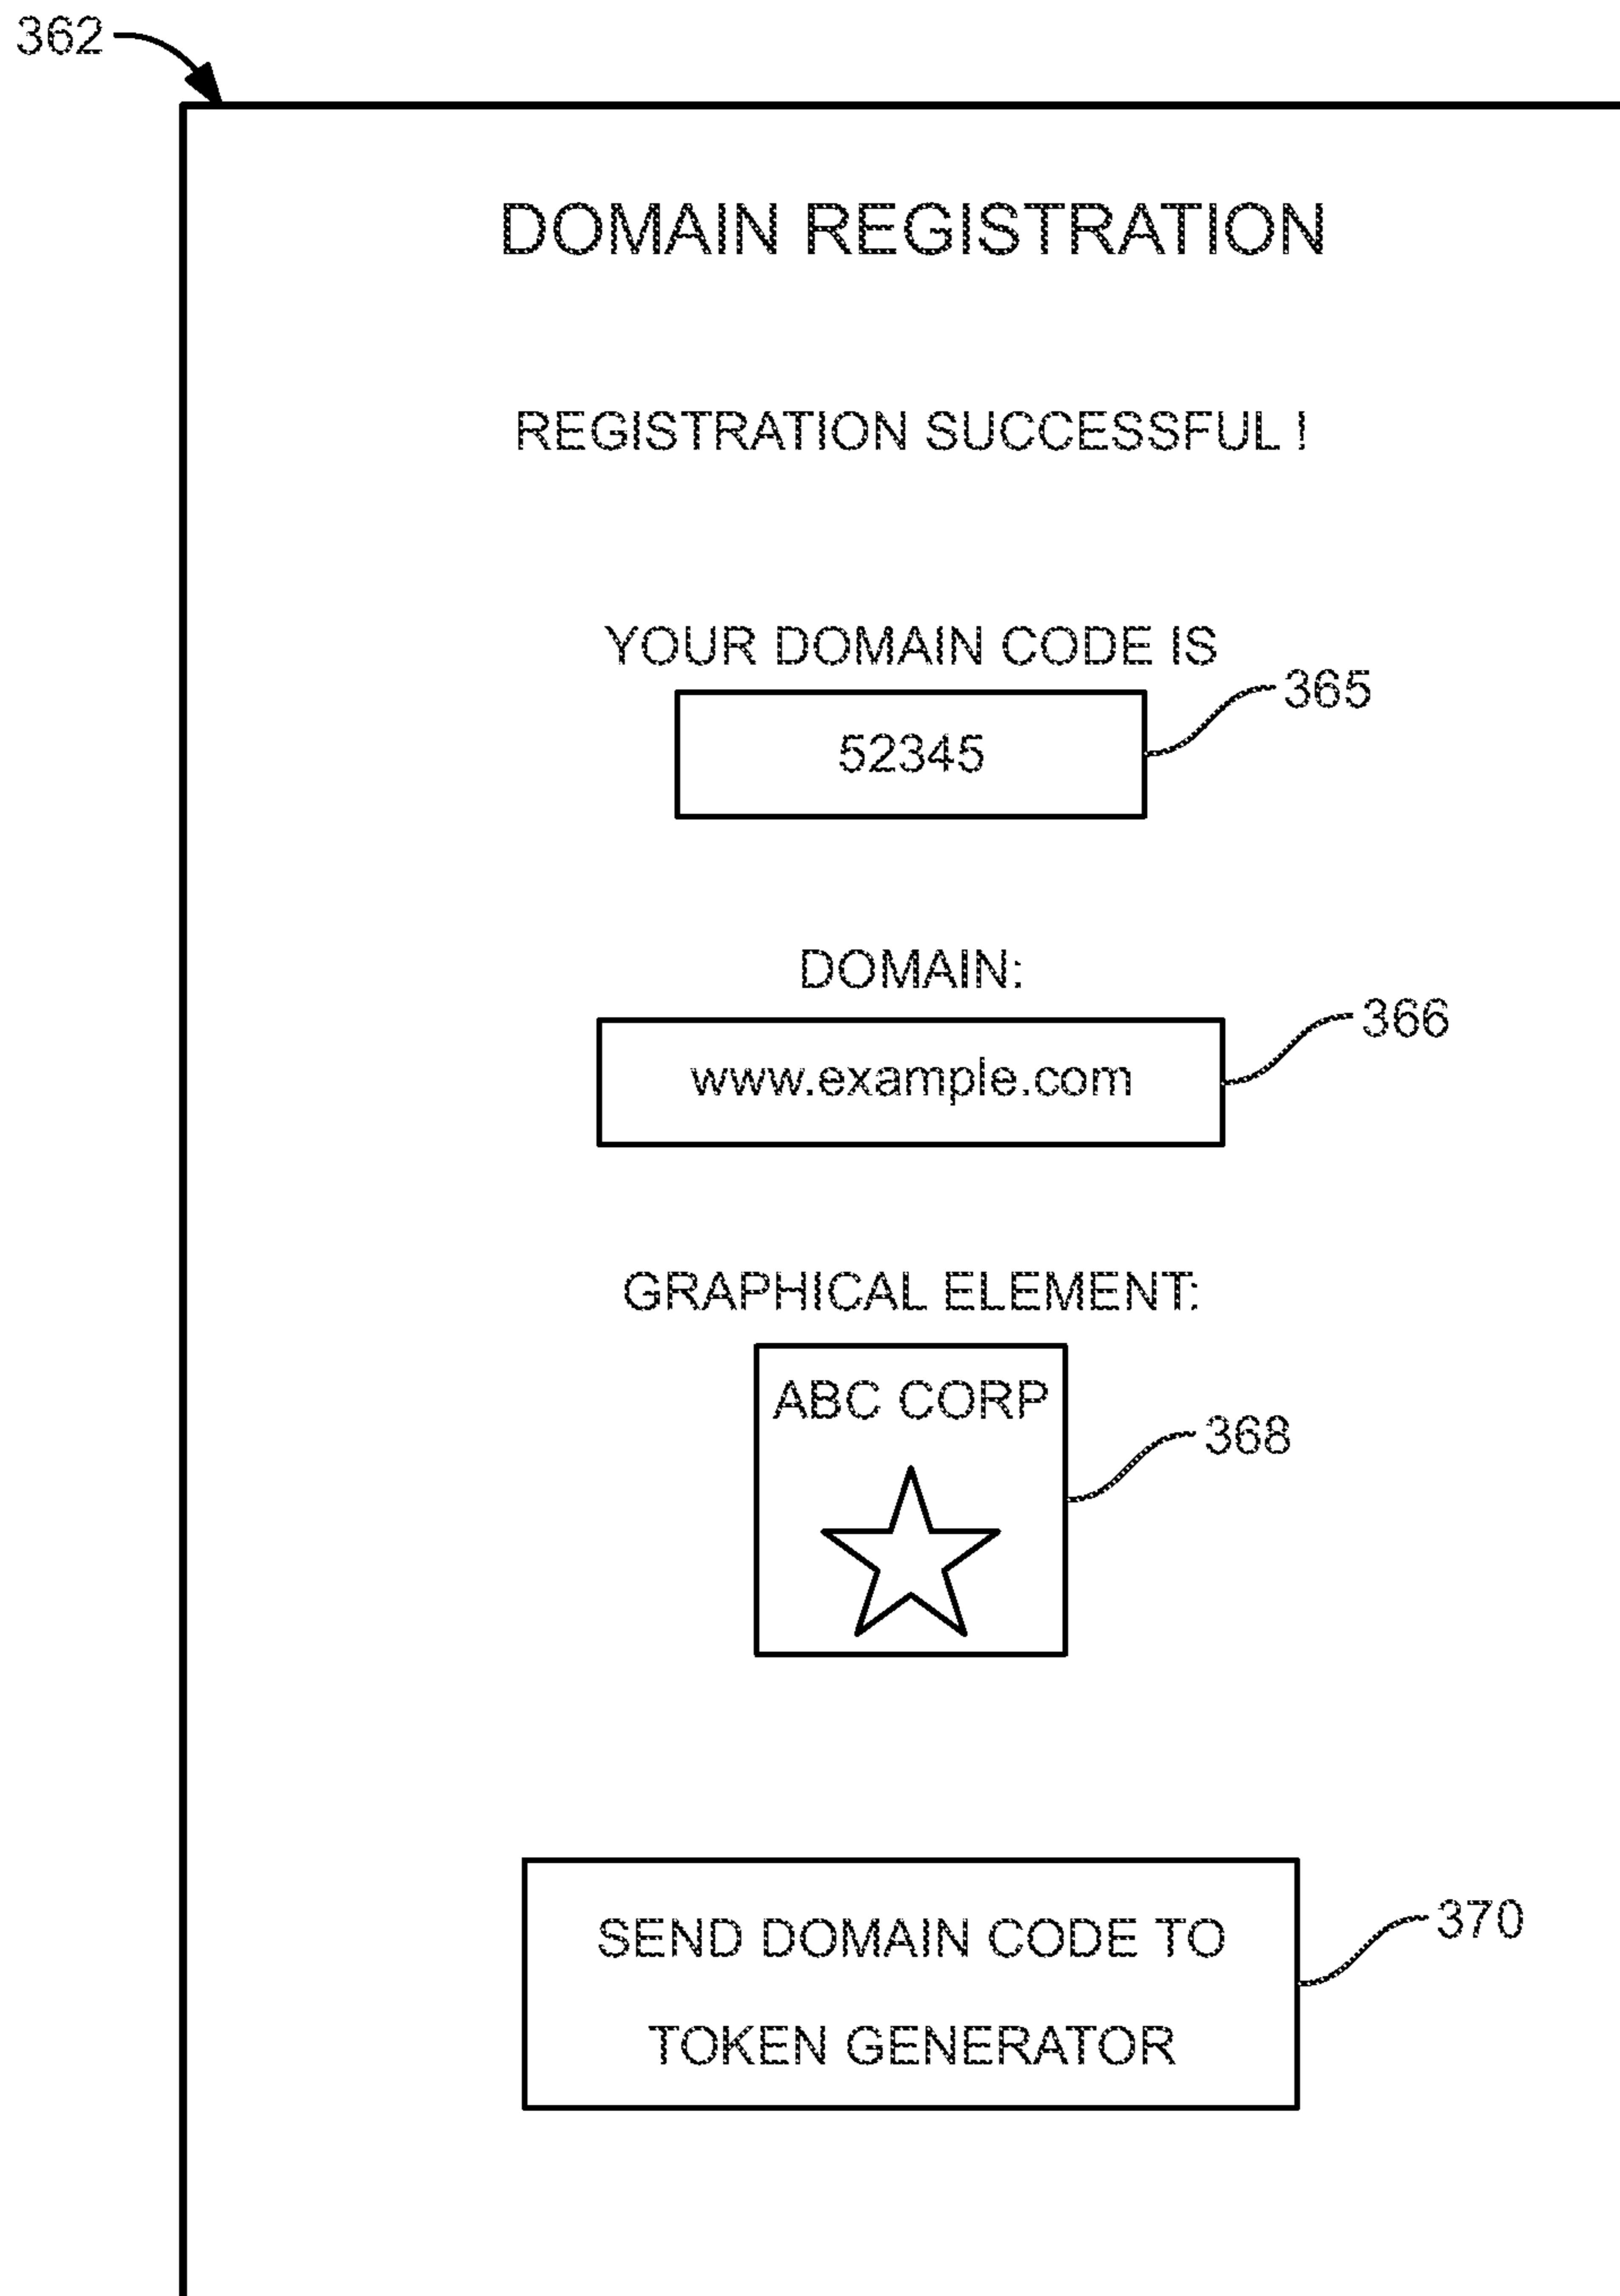 362
DOMAIN REGISTRATION
REGISTRATION SUCCESSFUL !
YOUR DOMAIN CODE IS
365
52345
DOMAIN:
366
www.example.com
GRAPHICAL ELEMENT:
ABC CORP
368
SEND DOMAIN CODE TO
370
TOKEN GENERATOR